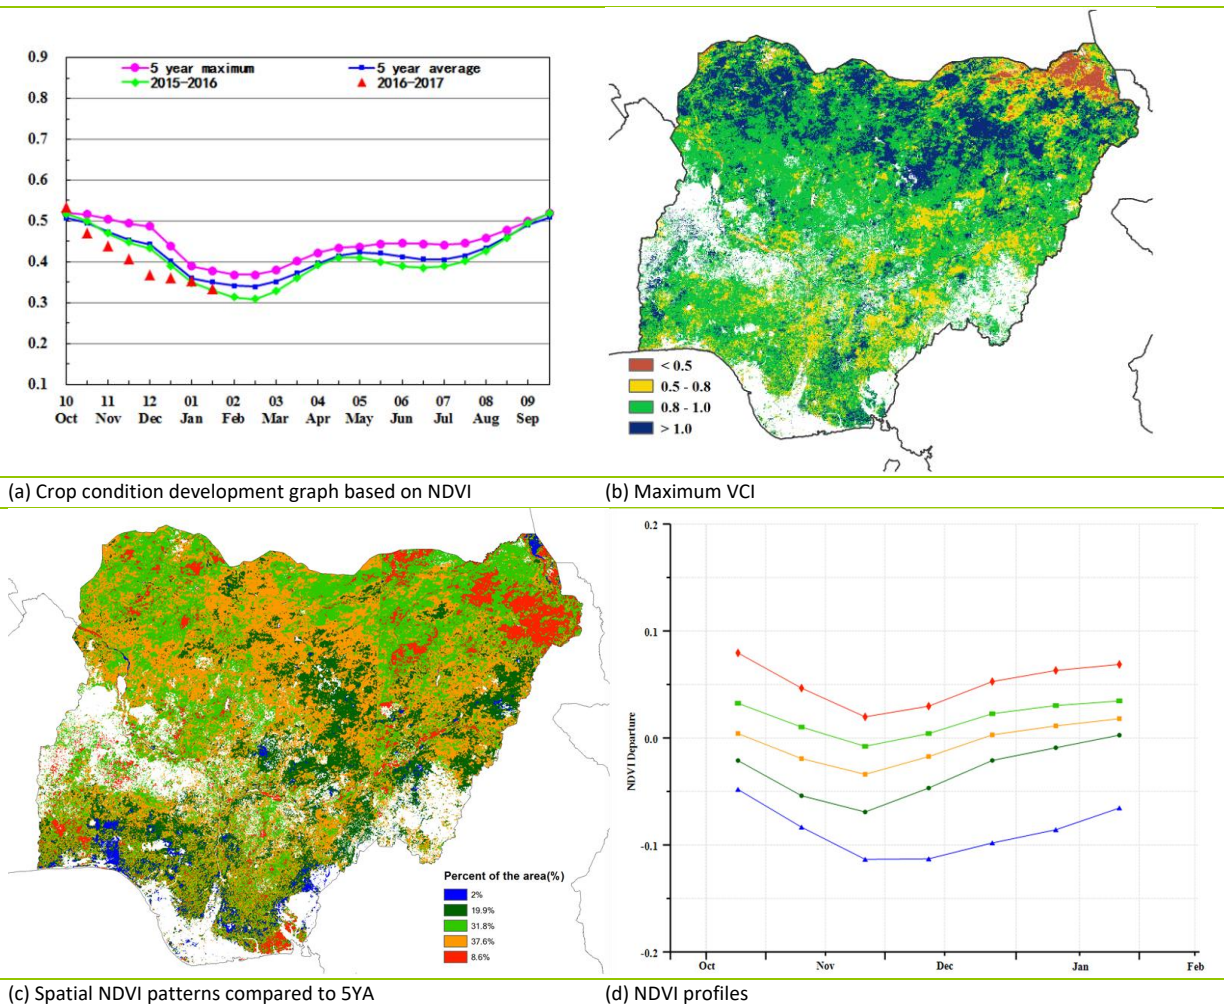 5 year maximum 5 year average
2015-2016 2016-2017
0.9
0.8
0.7
0.6
0.5
0.4
0.3
0.2
0.1
10 11 12 01 02 03 04 05 06 07 08 09
Oct Nov Dec Jan Feb Mar Apr May Jun Jul Aug Sep
< 0.5
0.5 - 0.8
0.8 - 1.0
> 1.0
(a) Crop condition development graph based on NDVI
(b) Maximum VCI
Percent of the area(%)
2%
19.9%
31.8%
37.6%
8.6%
0.2
0.1
0.0
-0.1
-0.2
NDVI Departure
Oct Nov Dec Jan Feb
(c) Spatial NDVI patterns compared to 5YA
(d) NDVI profiles